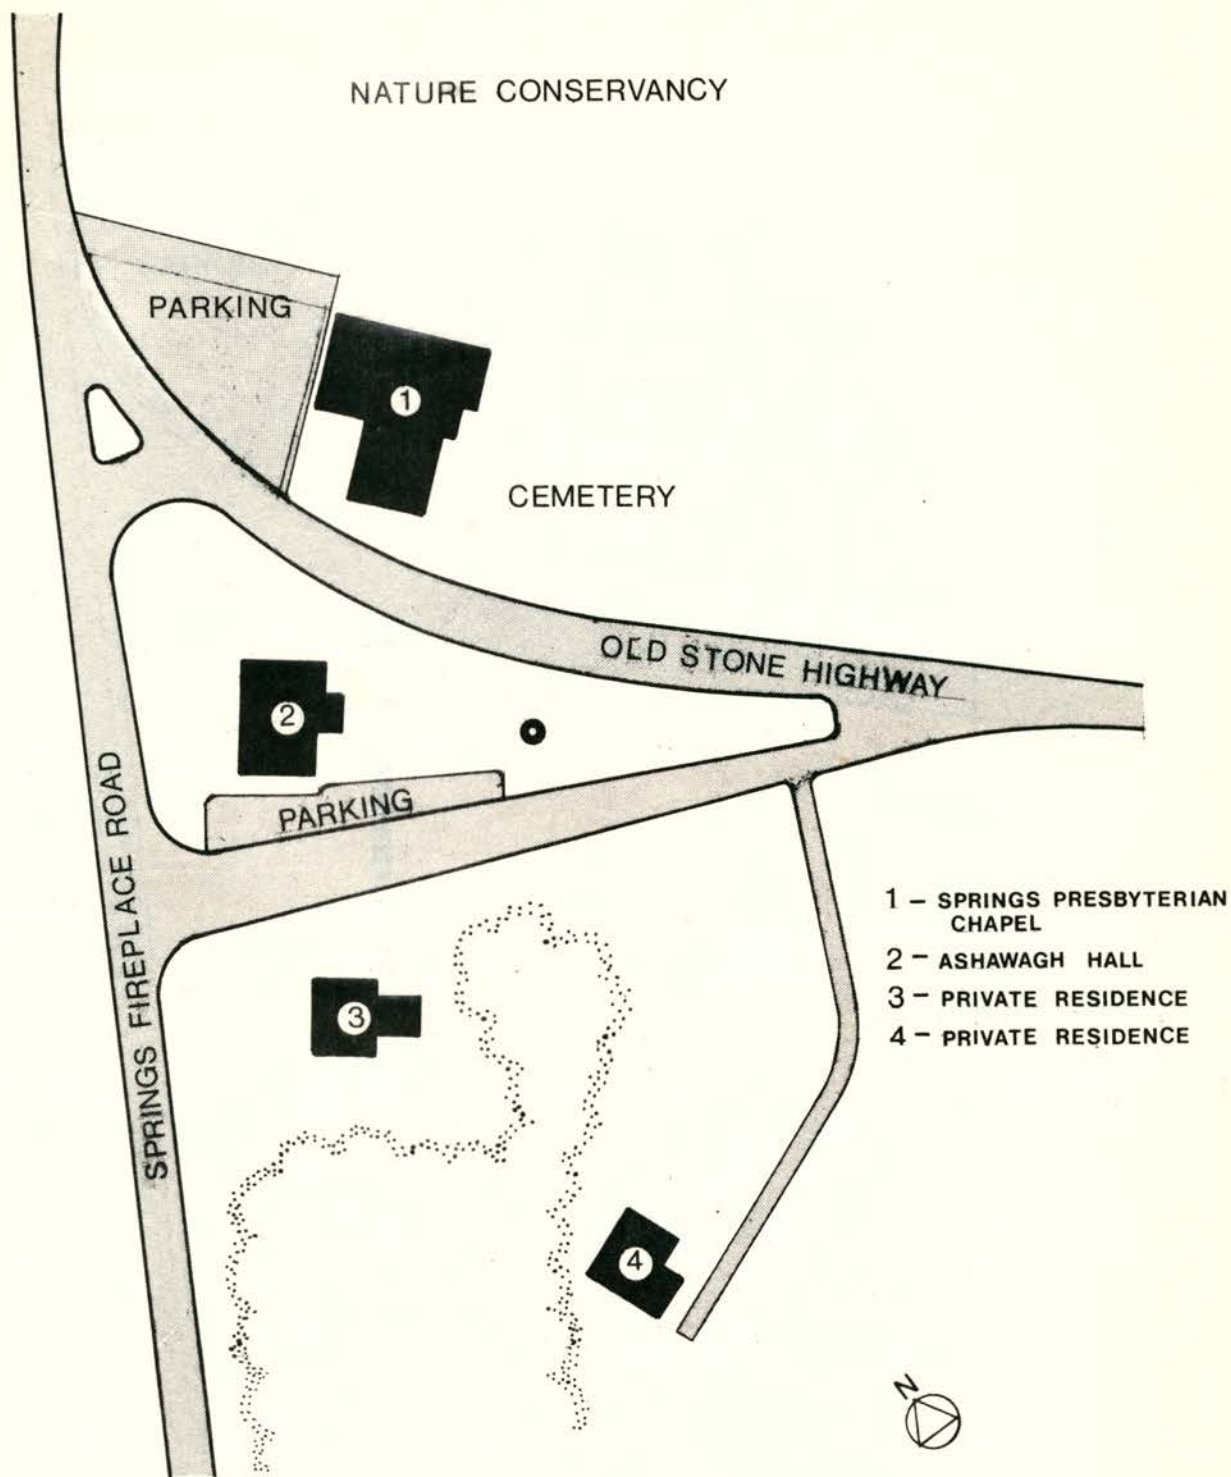 NATURE CONSERVANCY
PARKING
1
CEMETERY
OLD STONE HIGHWAY
2
PARKING
SPRINGS FIREPLACE ROAD
1 – SPRINGS PRESBYTERIAN
CHAPEL
2 – ASHAWAGH HALL
3 – PRIVATE RESIDENCE
4 – PRIVATE RESIDENCE
3
4
N